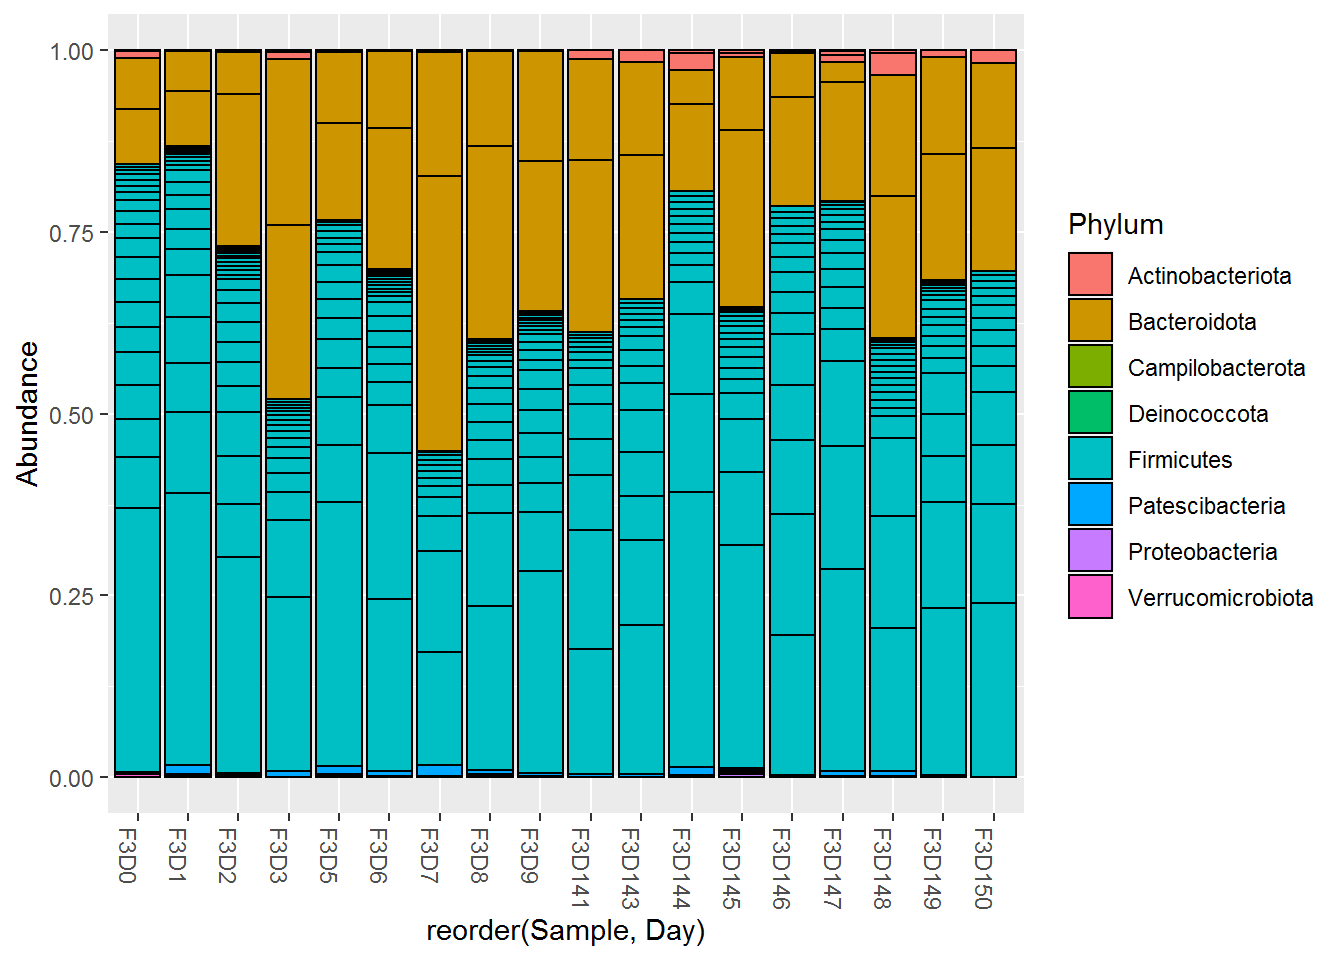 Abundance
1.00
0.75
0.50
0.25
0.00
F3D0
F3D1
F3D2
F3D3
F3D5
F3D6
F3D7
F3D8
F3D9
F3D141
F3D143
F3D144
F3D145
F3D146
F3D147
F3D148
F3D149
F3D150
reorder(Sample, Day)
Phylum
Actinobacteriota
Bacteroidota
Campilobacterota
Deinococcota
Firmicutes
Patescibacteria
Proteobacteria
Verrucomicrobiota